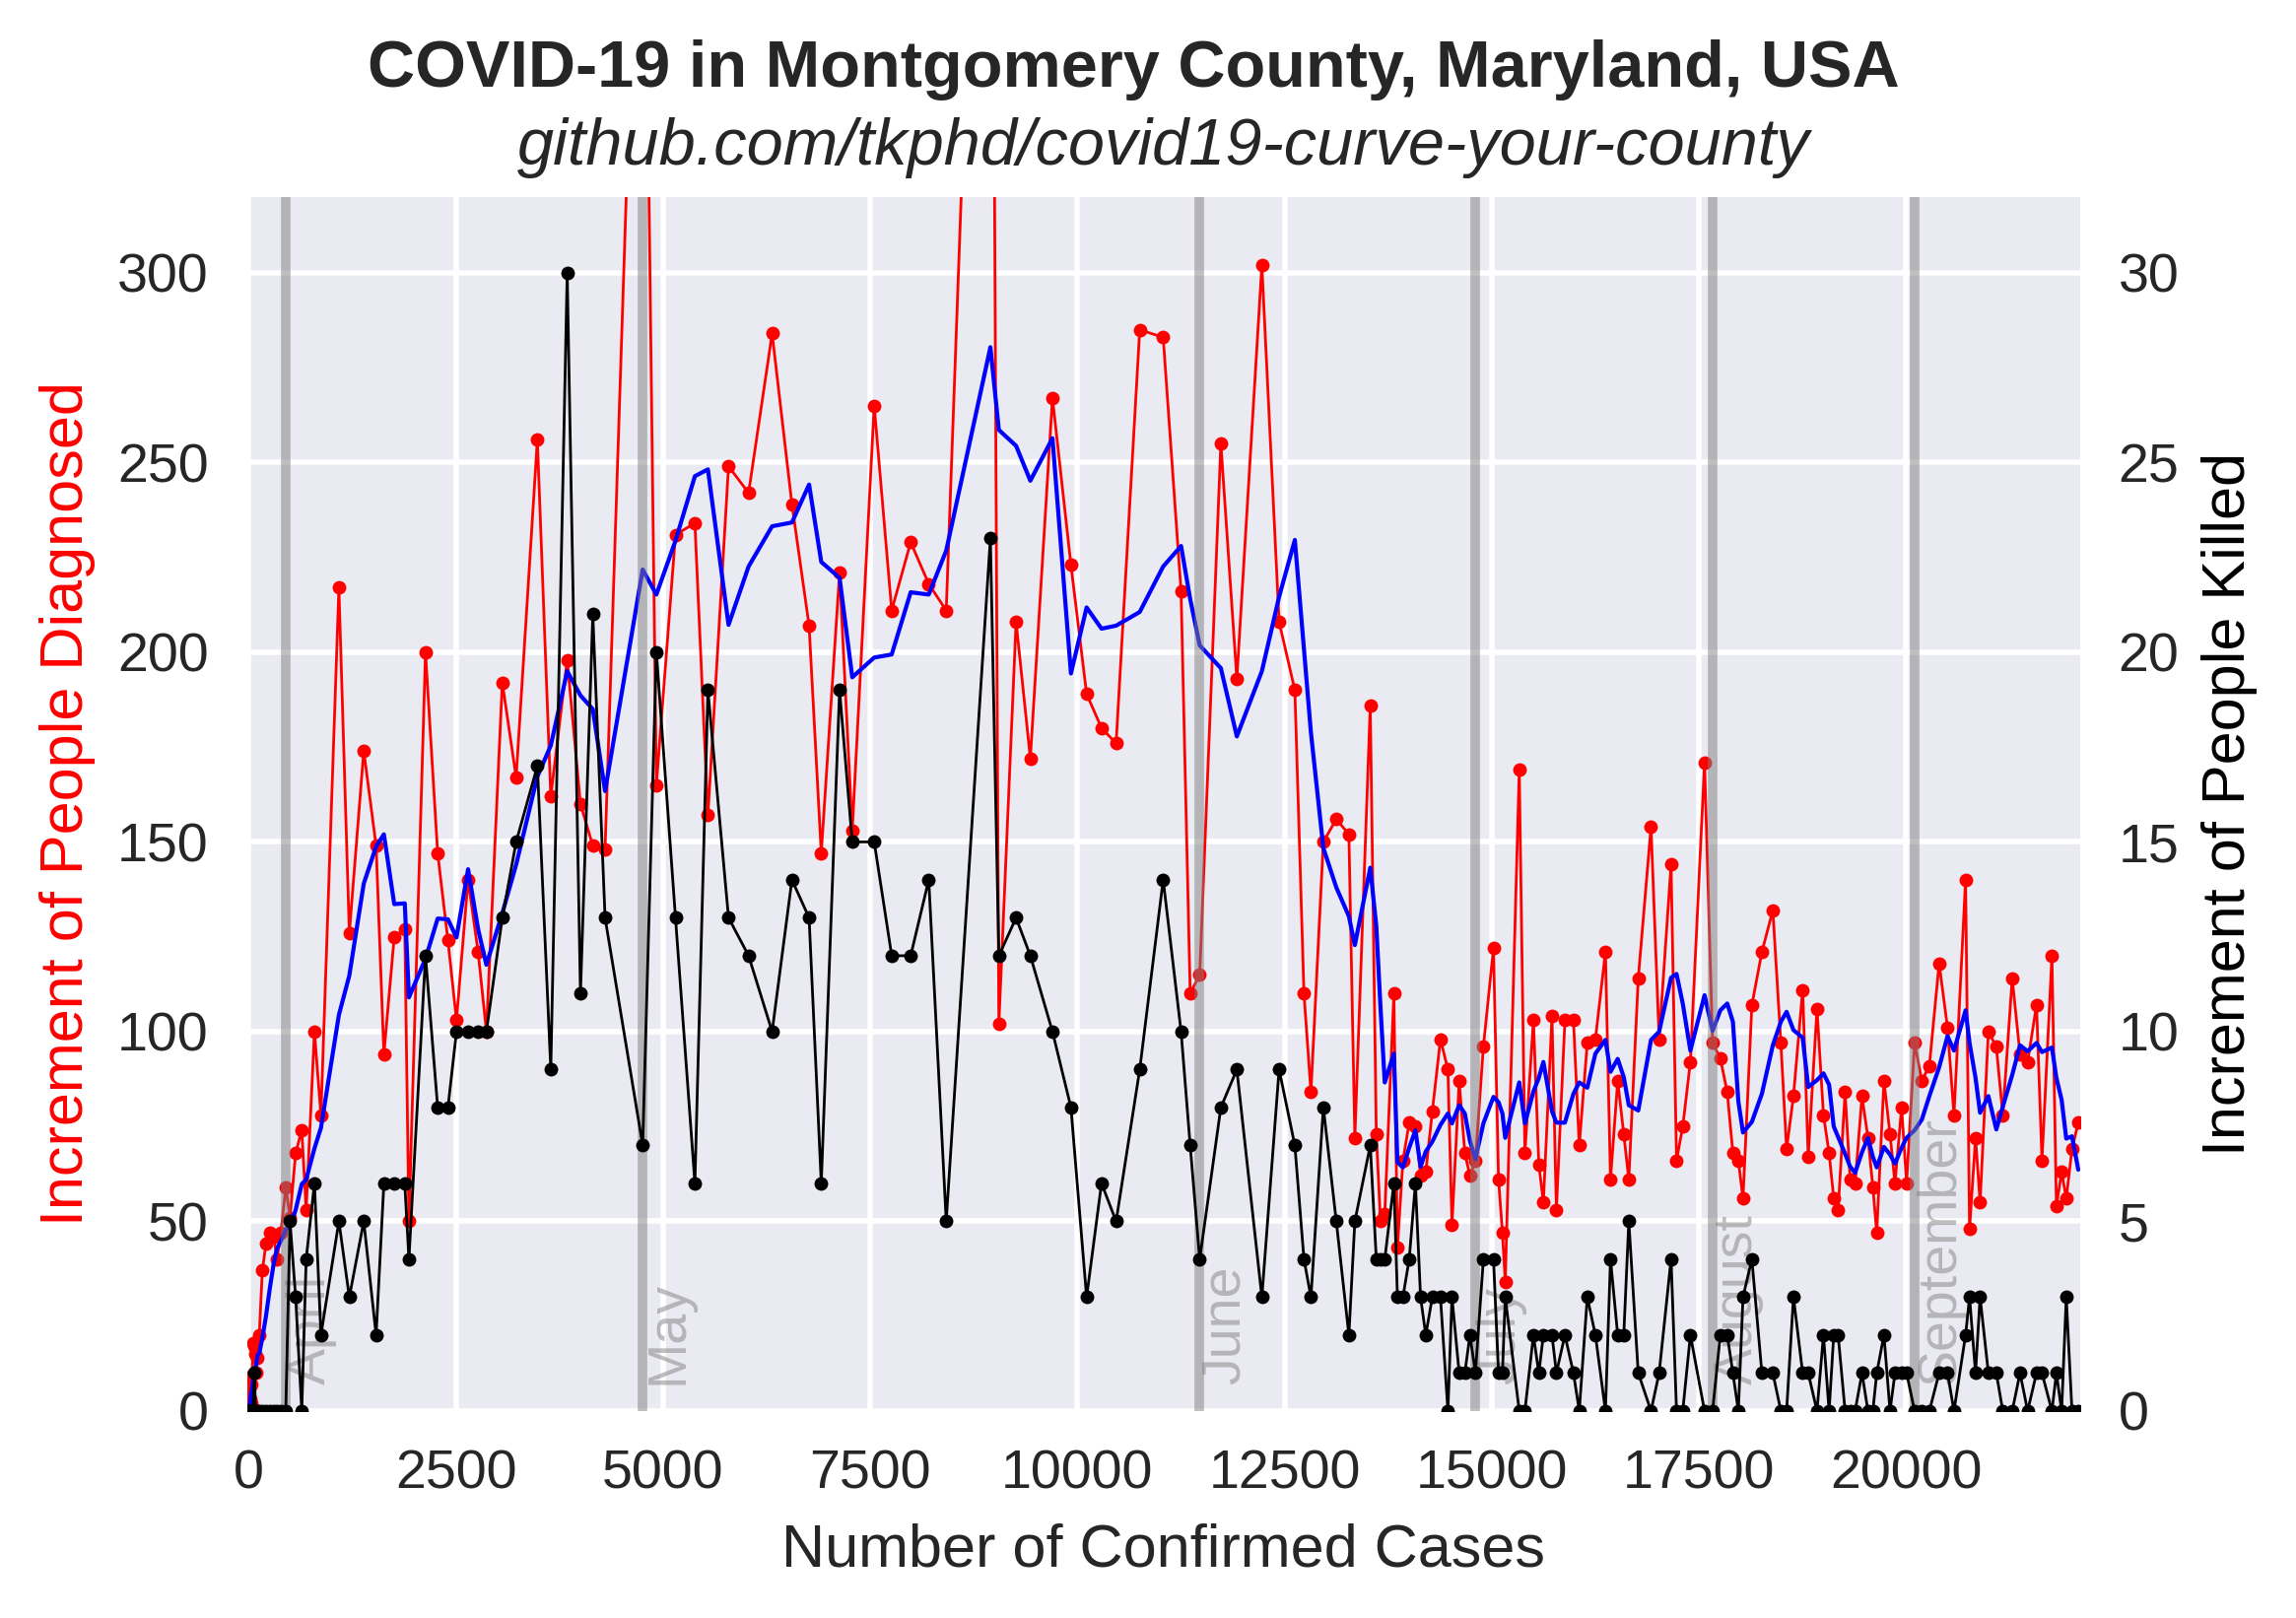 COVID-19 in Montgomery County, Maryland, USA
github.com/tkphd/covid19-curve-your-county
Increment of People Diagnosed
300
250
200
150
100
50
0
30
25
20
15
10
5
0
Increment of People Killed
April
May
June
July
August
September
0 2500 5000 7500 10000 12500 15000 17500 20000
Number of Confirmed Cases